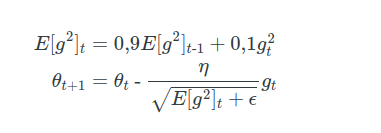 E[g²]ₜ = 0,9E[g²]ₜ₋₁ + 0,1gₜ²
θₜ₊₁ = θₜ - η / √(E[g²]ₜ + ϵ) gₜ